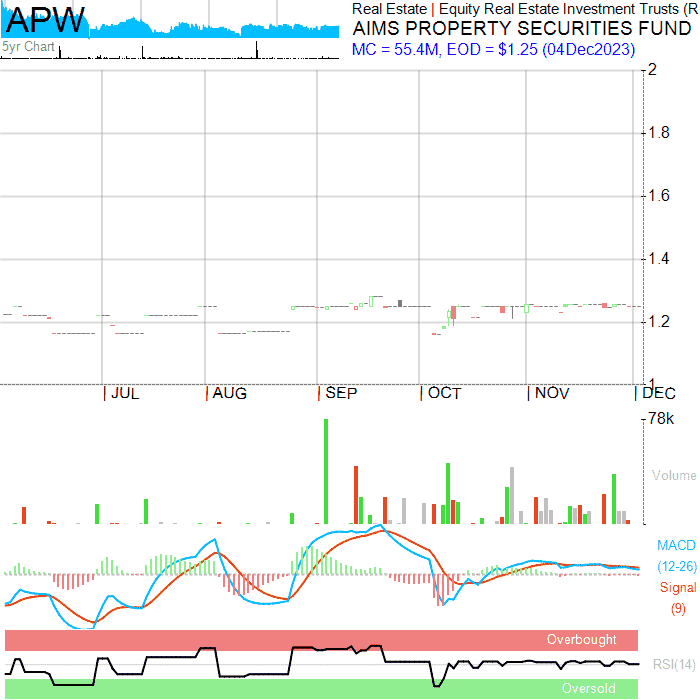 APW
Real Estate | Equity Real Estate Investment Trusts (R
AIMS PROPERTY SECURITIES FUND
5yr Chart
MC = 55.4M, EOD = $1.25 (04Dec2023)
2
1.8
1.6
1.4
1.2
1
JUL AUG SEP OCT NOV DEC
78k
Volume
MACD
(12-26)
Signal
(9)
Overbought
RSI(14)
Oversold